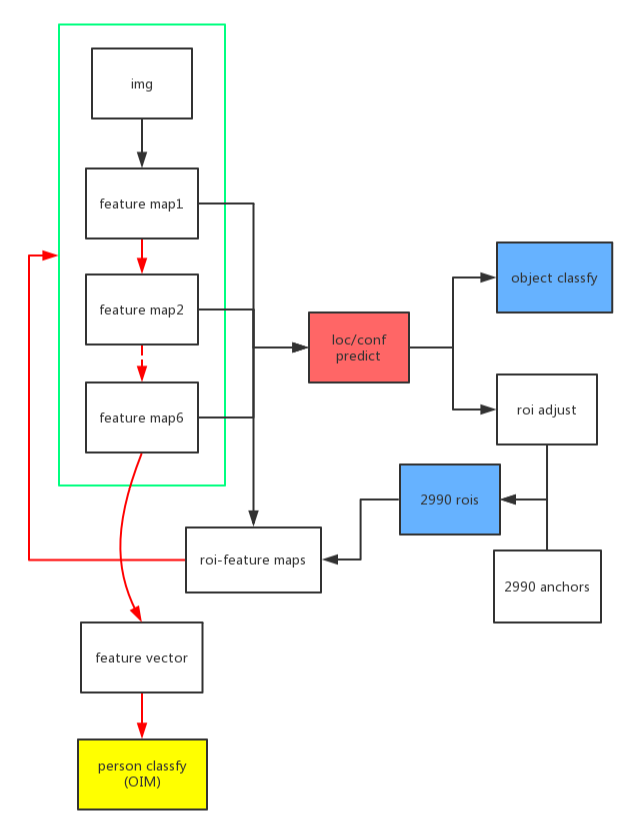 img
feature map1
feature map2
object classfy
loc/conf
predict
feature map6
roi adjust
2990 rois
roi-feature maps
2990 anchors
feature vector
person classfy
(OIM)